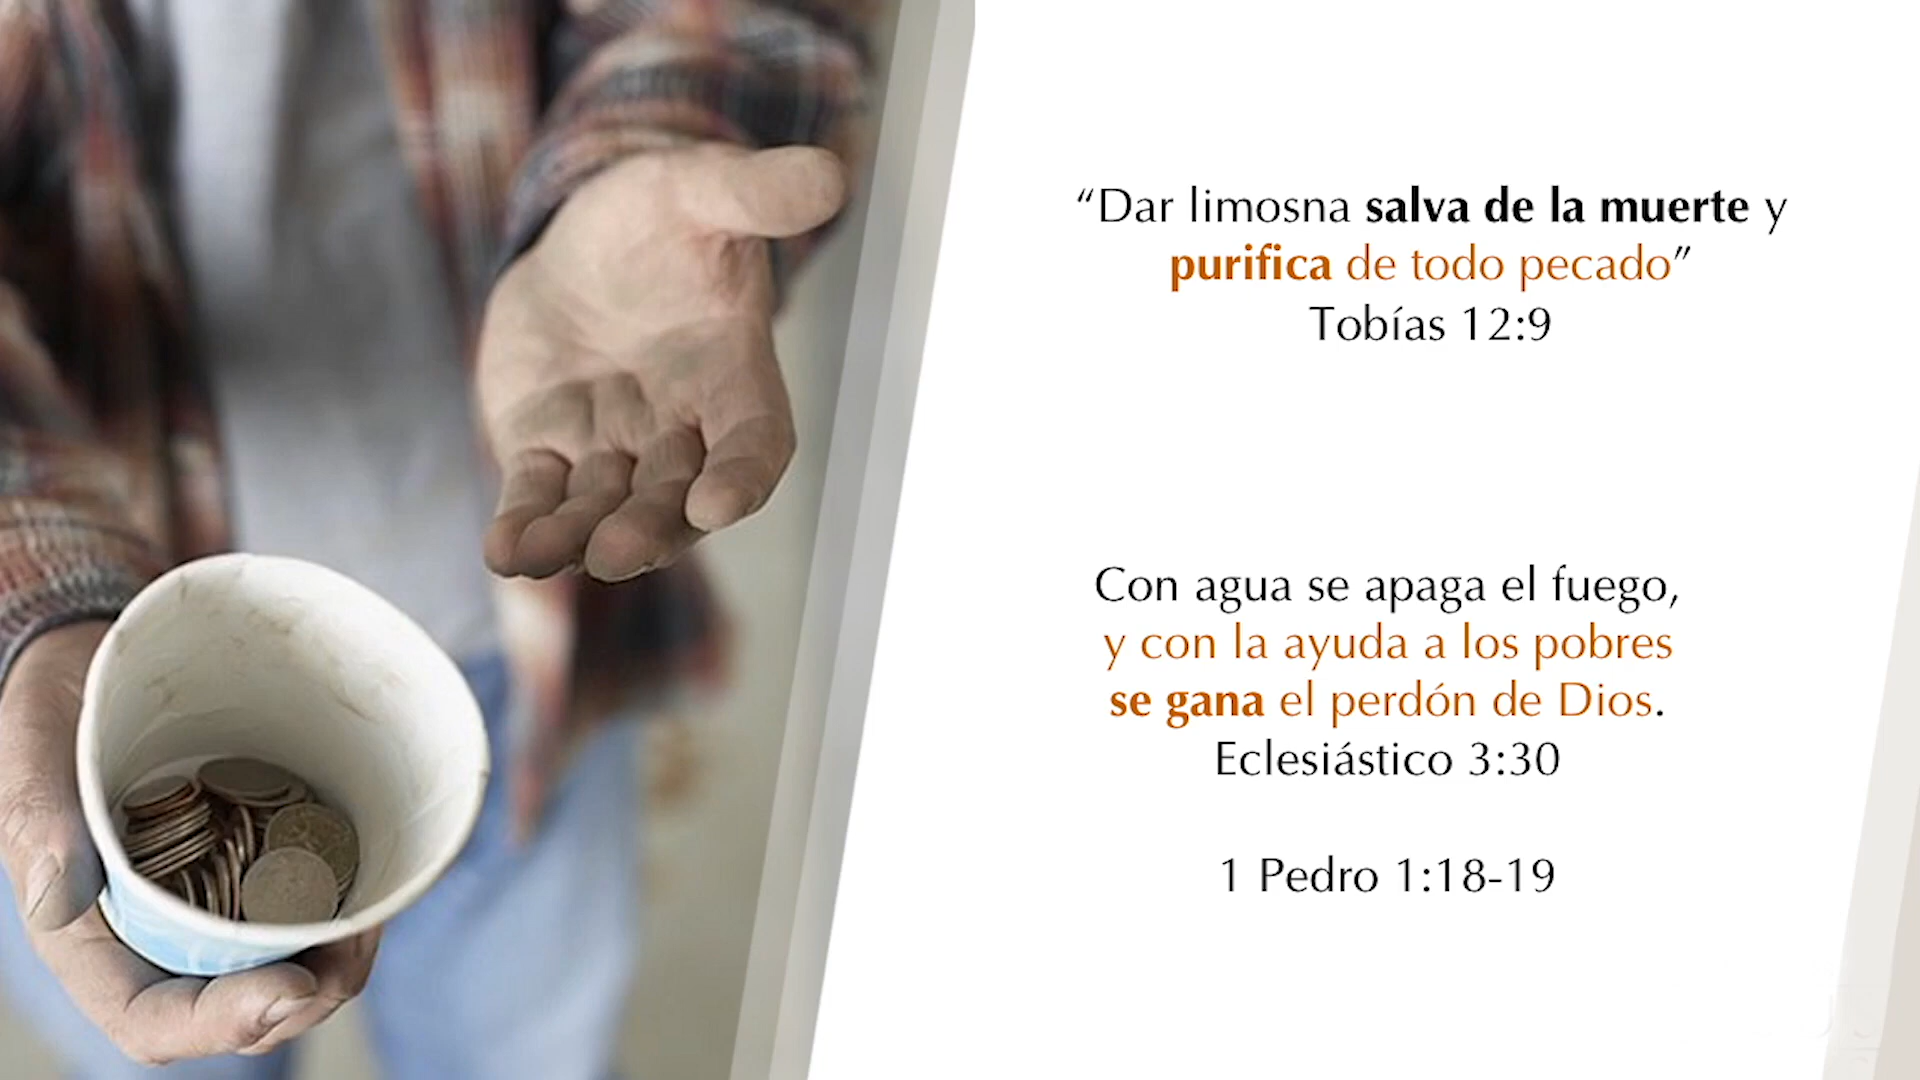 “Dar limosna salva de la muerte y
purifica de todo pecado”
Tobías 12:9
Con agua se apaga el fuego,
y con la ayuda a los pobres
se gana el perdón de Dios.
Eclesiástico 3:30
1 Pedro 1:18-19